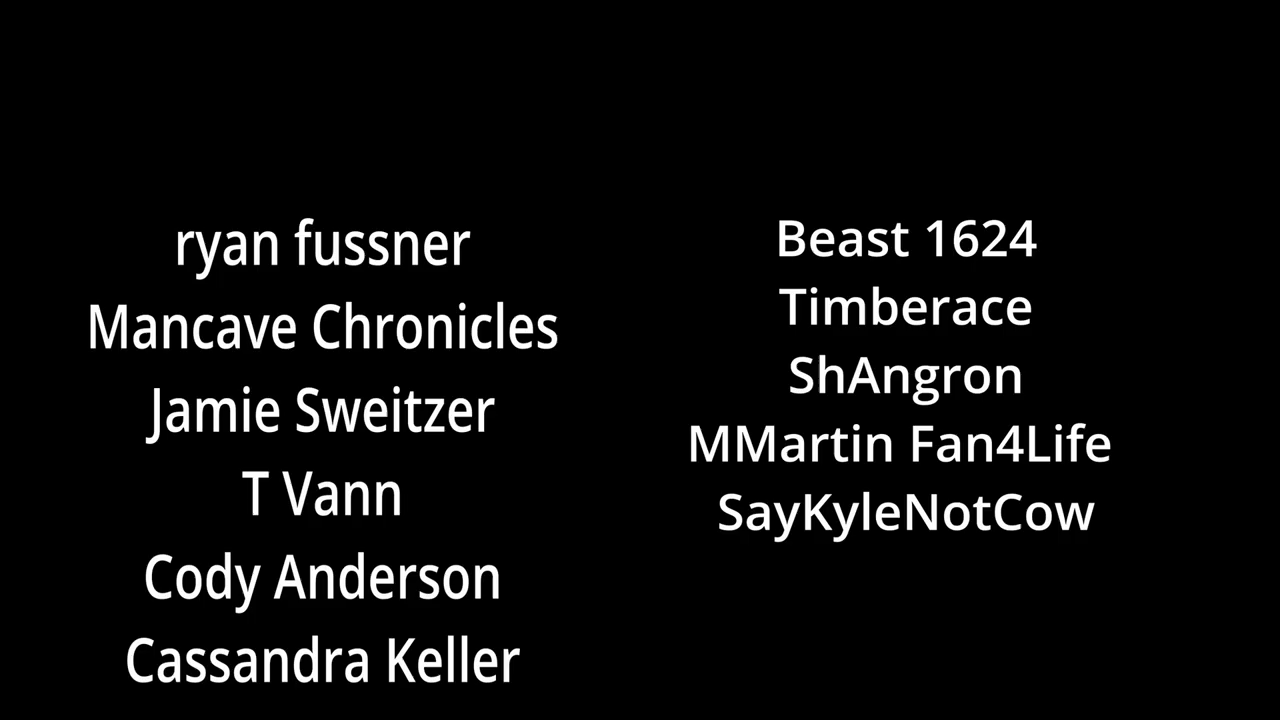 ryan fussner
Mancave Chronicles
Jamie Sweitzer
T Vann
Cody Anderson
Cassandra Keller
Beast 1624
Timberace
ShAngron
MMartin Fan4Life
SayKyleNotCow